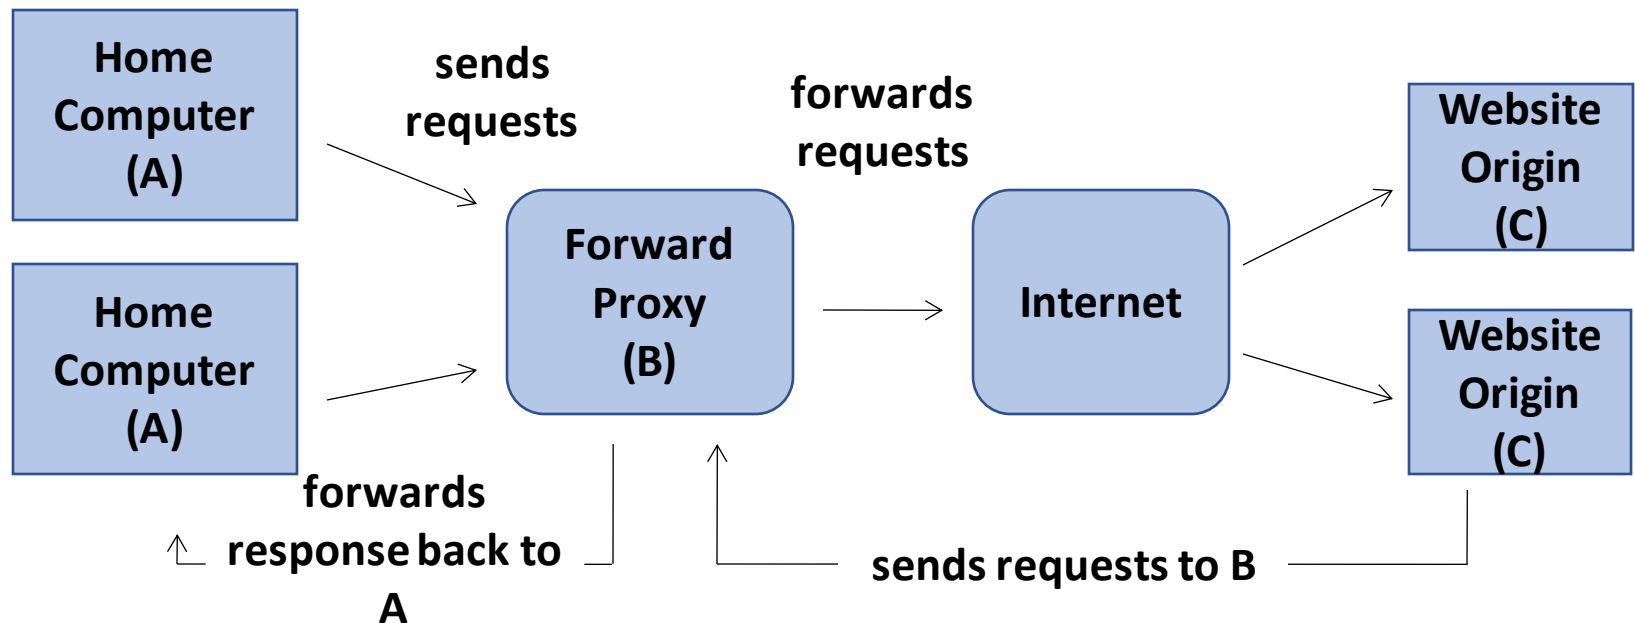 Home
Computer
(A)
sends
requests
forwards
requests
Website
Origin
(C)
Home
Computer
(A)
Forward
Proxy
(B)
Internet
Website
Origin
(C)
forwards
response back to
A
sends requests to B